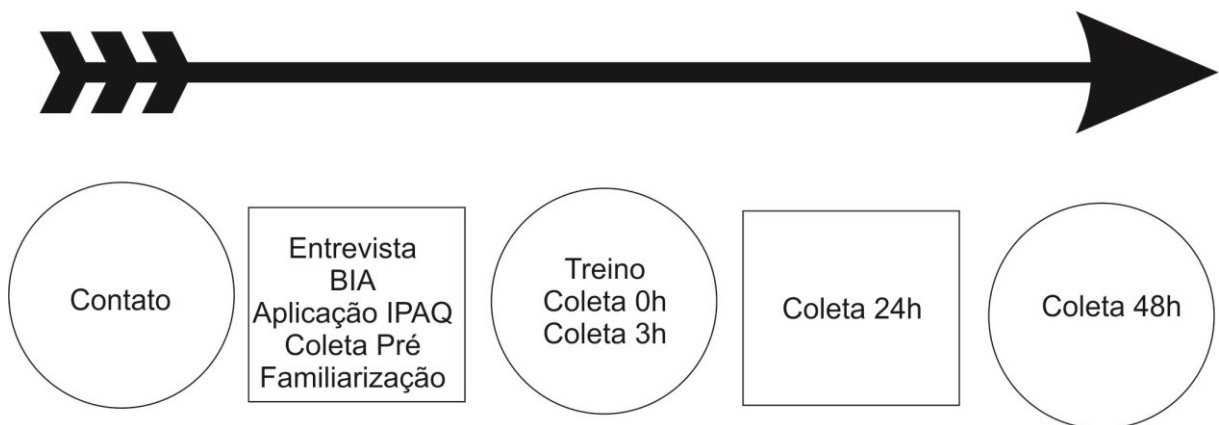 Contato
Entrevista
BIA
Aplicação IPAQ
Coleta Pré
Familiarização
Treino
Coleta 0h
Coleta 3h
Coleta 24h
Coleta 48h